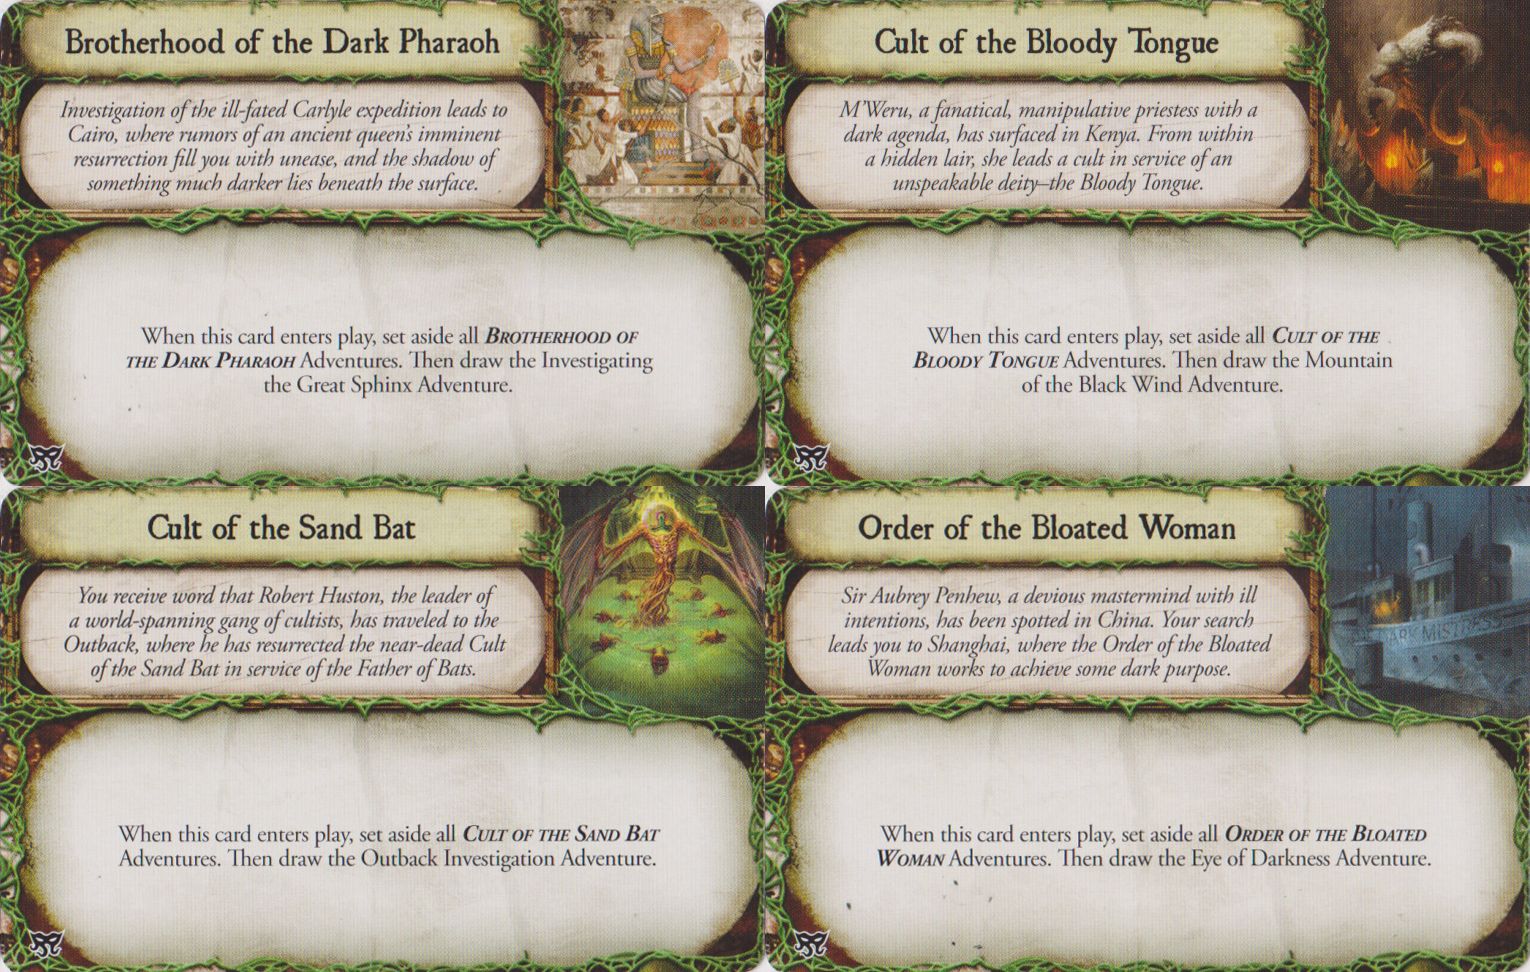 Brotherhood of the Dark Pharaoh
Investigation of the ill-fated Carlyle expedition leads to
Cairo, where rumors of an ancient queen's imminent
resurrection fill you with unease, and the shadow of
something much darker lies beneath the surface.
When this card enters play, set aside all BROTHERHOOD OF
THE DARK PHARAOH Adventures. Then draw the Investigating
the Great Sphinx Adventure.
Cult of the Bloody Tongue
M'Weru, a fanatical, manipulative priestess with a
dark agenda, has surfaced in Kenya. From within
a hidden lair, she leads a cult in service of an
unspeakable deity–the Bloody Tongue.
When this card enters play, set aside all CULT OF THE
BLOODY TONGUE Adventures. Then draw the Mountain
of the Black Wind Adventure.
Cult of the Sand Bat
You receive word that Robert Huston, the leader of
a world-spanning gang of cultists, has traveled to the
Outback, where he has resurrected the near-dead Cult
of the Sand Bat in service of the Father of Bats.
When this card enters play, set aside all CULT OF THE SAND BAT
Adventures. Then draw the Outback Investigation Adventure.
Order of the Bloated Woman
Sir Aubrey Penhew, a devious mastermind with ill
intentions, has been spotted in China. Your search
leads you to Shanghai, where the Order of the Bloated
Woman works to achieve some dark purpose.
DARK MISTRESS
When this card enters play, set aside all ORDER OF THE BLOATED
WOMAN Adventures. Then draw the Eye of Darkness Adventure.